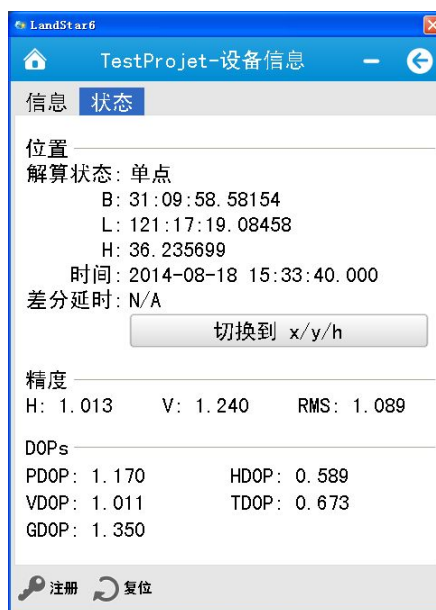 LandStar6
TestProjet-设备信息
信息 状态
位置
解算状态: 单点
B: 31:09:58.58154
L: 121:17:19.08458
H: 36.235699
时间: 2014-08-18 15:33:40.000
差分延时: N/A
切换到 x/y/h
精度
H: 1.013 V: 1.240 RMS: 1.089
DOPs
PDOP: 1.170 HDOP: 0.589
VDOP: 1.011 TDOP: 0.673
GDOP: 1.350
注册 复位